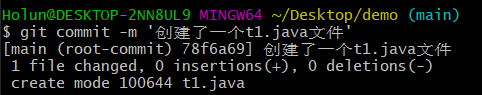 Holun@DESKTOP-2NN8UL9 MINGW64 ~/Desktop/demo (main)
$ git commit -m '创建了一个t1.java文件'
[main (root-commit) 78f6a69] 创建了一个t1.java文件
 1 file changed, 0 insertions(+), 0 deletions(-)
 create mode 100644 t1.java